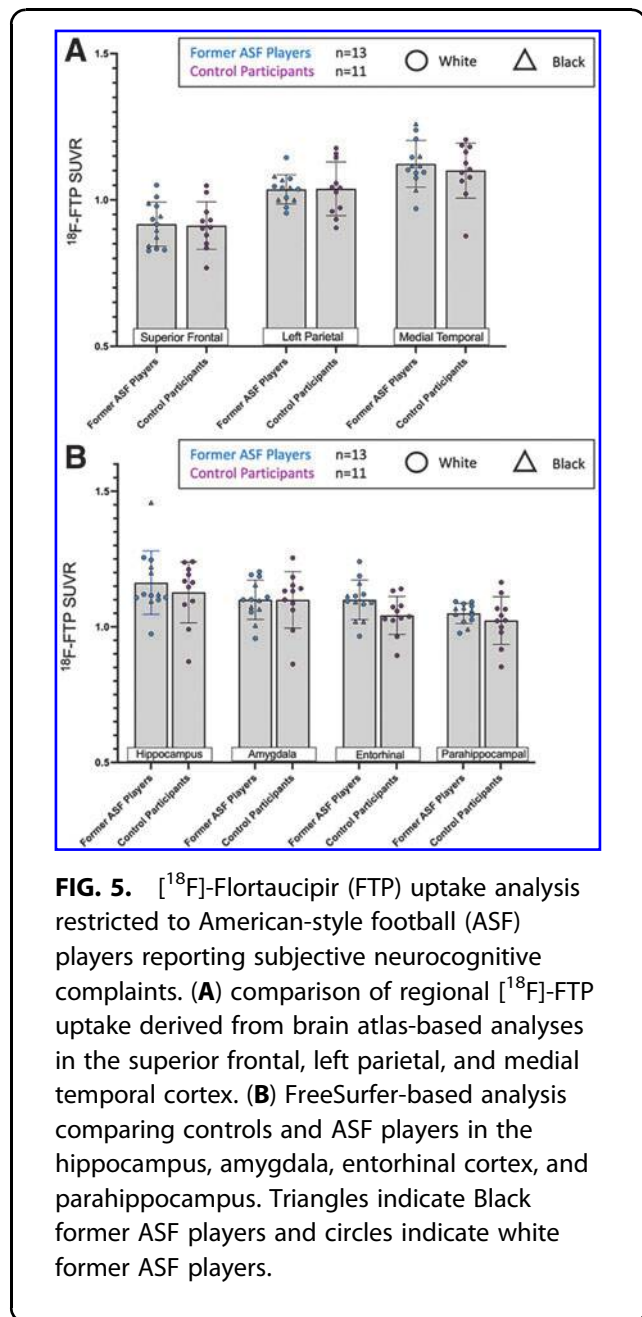 A
1.5
Former ASF Players n=13 White Black
Control Participants n=11
18F-FTP SUVR
1.0
0.5
Superior Frontal Left Parietal Medial Temporal
Former ASF Players Control Participants Former ASF Players Control Participants Former ASF Players Control Participants
B
Former ASF Players n=13 White Black
Control Participants n=11
1.5
18F-FTP SUVR
1.0
0.5
Hippocampus Amygdala Entorhinal Parahippocampal
Former ASF Players Control Participants Former ASF Players Control Participants Former ASF Players Control Participants Former ASF Players Control Participants
FIG. 5. [18F]-Flortaucipir (FTP) uptake analysis
restricted to American-style football (ASF)
players reporting subjective neurocognitive
complaints. (A) comparison of regional [18F]-FTP
uptake derived from brain atlas-based analyses
in the superior frontal, left parietal, and medial
temporal cortex. (B) FreeSurfer-based analysis
comparing controls and ASF players in the
hippocampus, amygdala, entorhinal cortex, and
parahippocampus. Triangles indicate Black
former ASF players and circles indicate white
former ASF players.